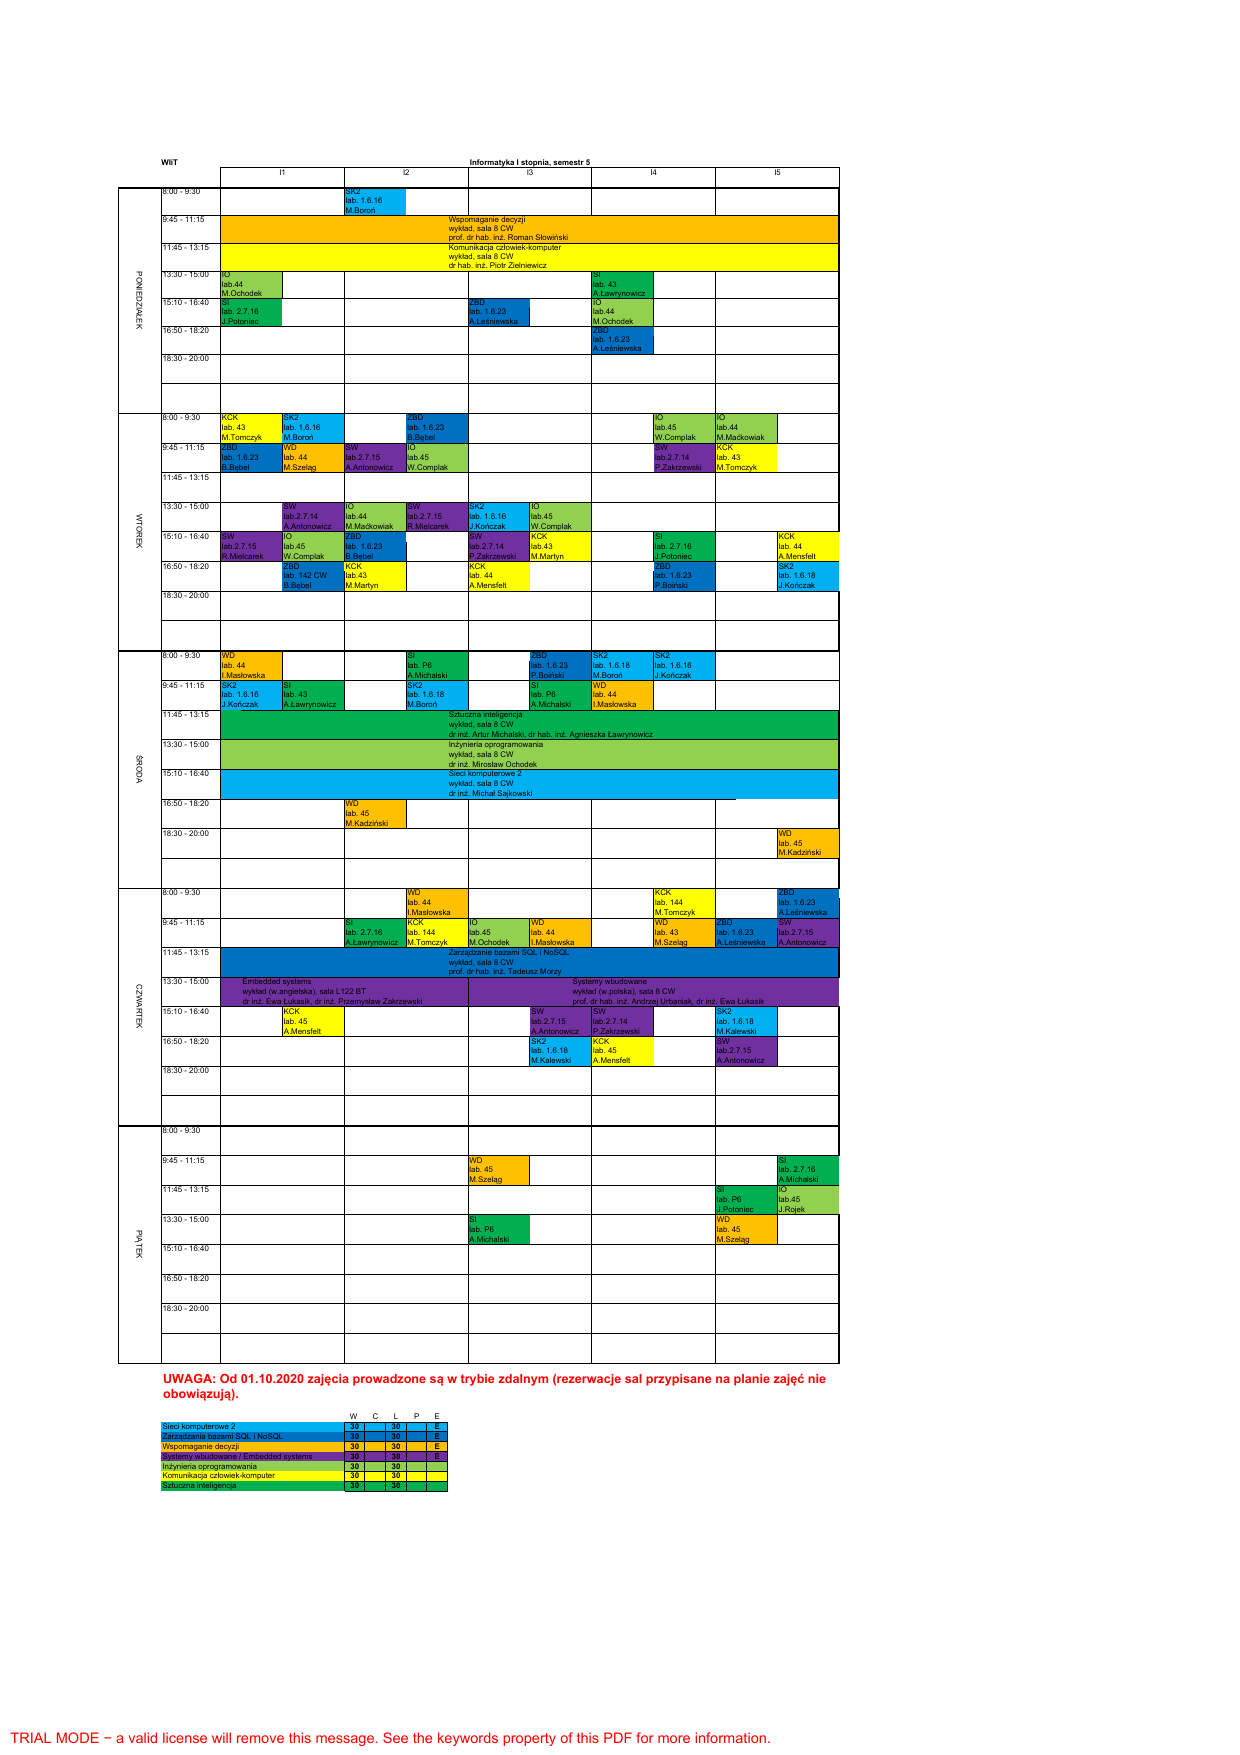 WIiT Informatyka I stopnia, semestr 5
I1 I2 I3 I4 I5
PONIEDZIAŁEK
8:00 - 9:30
SK2
lab. 1.6.16
M.Boroń
9:45 - 11:15
Wspomaganie decyzji
wykład, sala 8 CW
prof. dr hab. inż. Roman Słowiński
11:45 - 13:15
Komunikacja człowiek-komputer
wykład, sala 8 CW
dr hab. inż. Piotr Zielniewicz
13:30 - 15:00
IO SI
lab.44 lab. 43
M.Ochodek A.Ławrynowicz
15:10 - 16:40
SI ZBD IO
lab. 2.7.16 lab. 1.6.23 lab.44
J.Potoniec A.Leśniewska M.Ochodek
16:50 - 18:20
ZBD
lab. 1.6.23
A.Leśniewska
18:30 - 20:00
WTOREK
8:00 - 9:30
KCK SK2 ZBD IO IO
lab. 43 lab. 1.6.16 lab. 1.6.23 lab.45 lab.44
M.Tomczyk M.Boroń B.Bębel W.Complak M.Maćkowiak
9:45 - 11:15
ZBD WD SW IO SW KCK
lab. 1.6.23 lab. 44 lab.2.7.15 lab.45 lab.2.7.14 lab. 43
B.Bębel M.Szeląg A.Antonowicz W.Complak P.Zakrzewski M.Tomczyk
11:45 - 13:15
13:30 - 15:00
SW IO SW SK2 IO
lab.2.7.14 lab.44 lab.2.7.15 lab. 1.6.16 lab.45
A.Antonowicz M.Maćkowiak R.Mielcarek J.Kończak W.Complak
15:10 - 16:40
SW IO ZBD SW KCK SI KCK
lab.2.7.15 lab.45 lab. 1.6.23 lab.2.7.14 lab.43 lab. 2.7.16 lab. 44
R.Mielcarek W.Complak B.Bębel P.Zakrzewski M.Martyn J.Potoniec A.Mensfelt
16:50 - 18:20
ZBD KCK KCK ZBD SK2
lab. 142 CW lab.43 lab. 44 lab. 1.6.23 lab. 1.6.18
B.Bębel M.Martyn A.Mensfelt P.Boiński J.Kończak
18:30 - 20:00
ŚRODA
8:00 - 9:30
WD SI ZBD SK2 SK2
lab. 44 lab. P6 lab. 1.6.23 lab. 1.6.18 lab. 1.6.16
I.Masłowska A.Michalski P.Boiński M.Boroń J.Kończak
9:45 - 11:15
SK2 SI SK2 SI WD
lab. 1.6.16 lab. 43 lab. 1.6.18 lab. P6 lab. 44
J.Kończak A.Ławrynowicz M.Boroń A.Michalski I.Masłowska
11:45 - 13:15
Sztuczna inteligencja
wykład, sala 8 CW
dr inż. Artur Michalski, dr hab. inż. Agnieszka Ławrynowicz
13:30 - 15:00
Inżynieria oprogramowania
wykład, sala 8 CW
dr inż. Mirosław Ochodek
15:10 - 16:40
Sieci komputerowe 2
wykład, sala 8 CW
dr inż. Michał Sajkowski
16:50 - 18:20
WD
lab. 45
M.Kadziński
18:30 - 20:00
WD
lab. 45
M.Kadziński
CZWARTEK
8:00 - 9:30
WD KCK ZBD
lab. 44 lab. 144 lab. 1.6.23
I.Masłowska M.Tomczyk A.Leśniewska
9:45 - 11:15
SI KCK IO WD WD ZBD SW
lab. 2.7.16 lab. 144 lab.45 lab. 44 lab. 43 lab. 1.6.23 lab.2.7.15
A.Ławrynowicz M.Tomczyk M.Ochodek I.Masłowska M.Szeląg A.Leśniewska A.Antonowicz
11:45 - 13:15
Zarządzanie bazami SQL i NoSQL
wykład, sala 8 CW
prof. dr hab. inż. Tadeusz Morzy
13:30 - 15:00
Embedded systems Systemy wbudowane
wykład (w.angielska), sala L122 BT wykład (w.polska), sala 8 CW
dr inż. Ewa Łukasik, dr inż. Przemysław Zakrzewski prof. dr hab. inż. Andrzej Urbaniak, dr inż. Ewa Łukasik
15:10 - 16:40
KCK SW SW SK2
lab. 45 lab.2.7.15 lab.2.7.14 lab. 1.6.18
A.Mensfelt A.Antonowicz P.Zakrzewski M.Kalewski
16:50 - 18:20
SK2 KCK SW
lab. 1.6.18 lab. 45 lab.2.7.15
M.Kalewski A.Mensfelt A.Antonowicz
18:30 - 20:00
PIĄTEK
8:00 - 9:30
9:45 - 11:15
WD SI
lab. 45 lab. 2.7.16
M.Szeląg A.Michalski
11:45 - 13:15
SI IO
lab. P6 lab.45
J.Potoniec J.Rojek
13:30 - 15:00
SI WD
lab. P6 lab. 45
A.Michalski M.Szeląg
15:10 - 16:40
16:50 - 18:20
18:30 - 20:00
UWAGA: Od 01.10.2020 zajęcia prowadzone są w trybie zdalnym (rezerwacje sal przypisane na planie zajęć nie
obowiązują).
W C L P E
Sieci komputerowe 2 30 30 E
Zarządzania bazami SQL i NoSQL 30 30 E
Wspomaganie decyzji 30 30 E
Systemy wbudowane / Embedded systems 30 30 E
Inżynieria oprogramowania 30 30
Komunikacja człowiek-komputer 30 30
Sztuczna inteligencja 30 30
TRIAL MODE − a valid license will remove this message. See the keywords property of this PDF for more information.